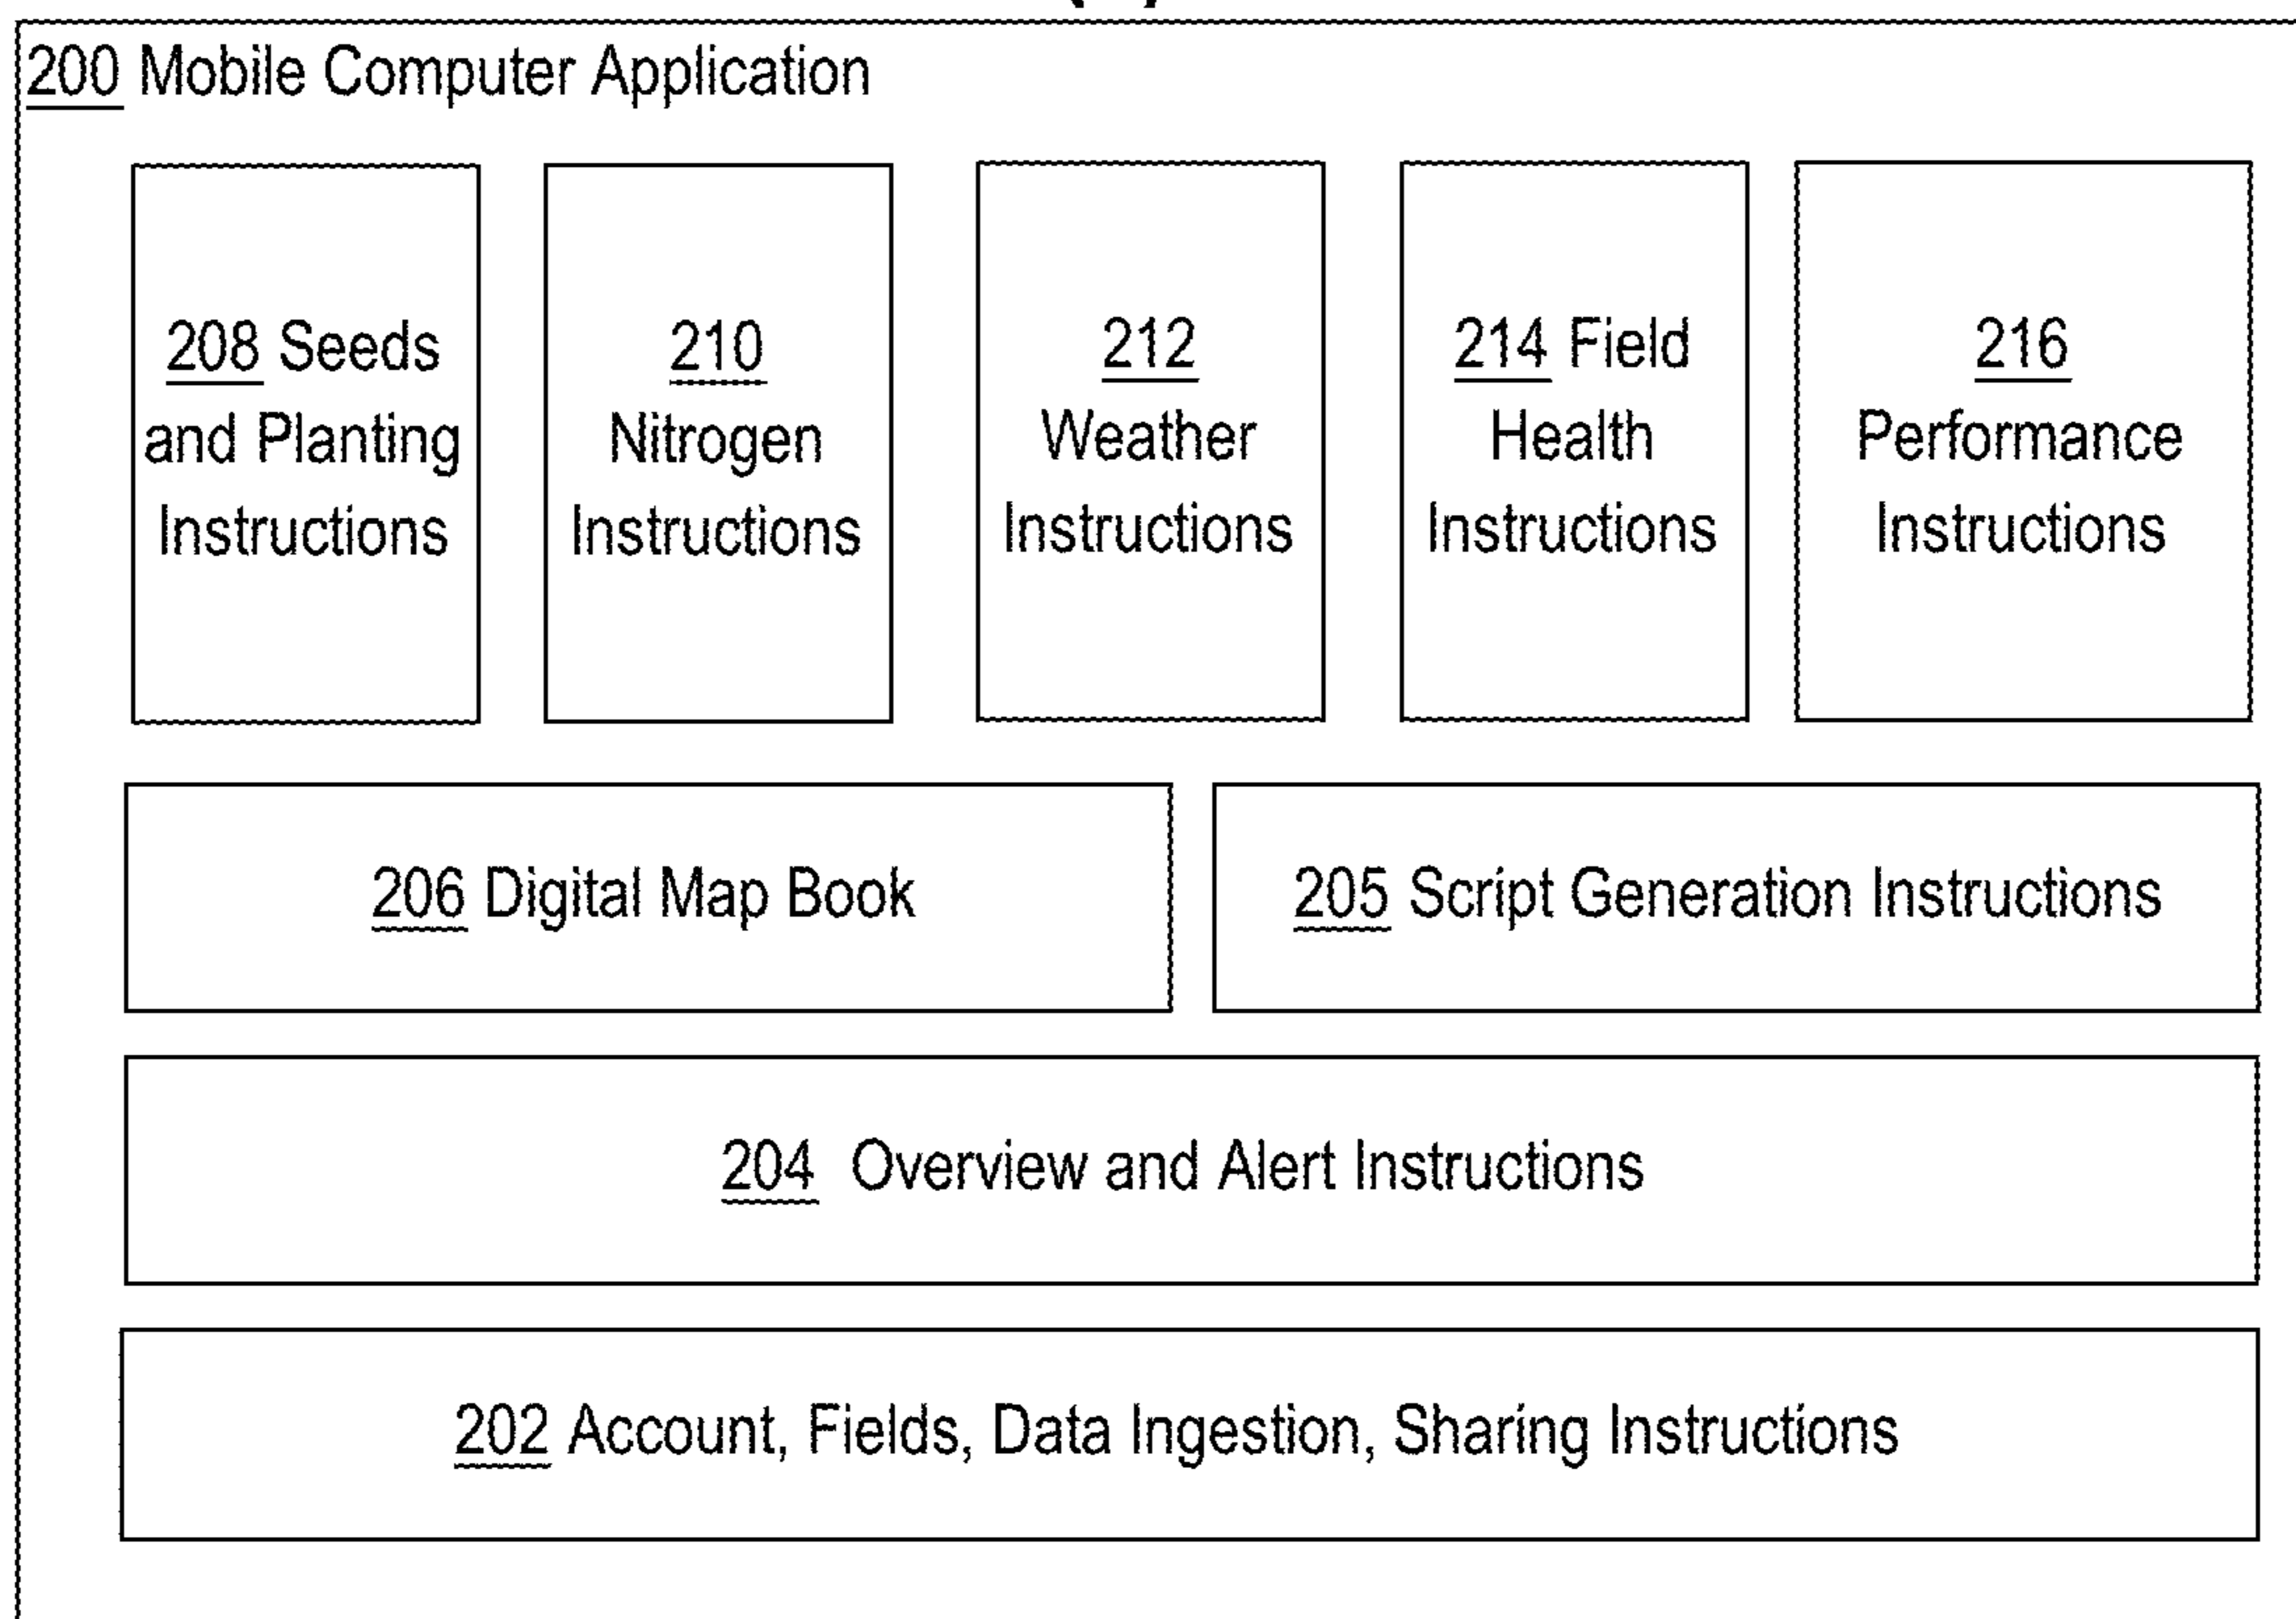 200 Mobile Computer Application
208 Seeds
and Planting
Instructions
210
Nitrogen
Instructions
212
Weather
Instructions
214 Field
Health
Instructions
216
Performance
Instructions
206 Digital Map Book
205 Script Generation Instructions
204 Overview and Alert Instructions
202 Account, Fields, Data Ingestion, Sharing Instructions